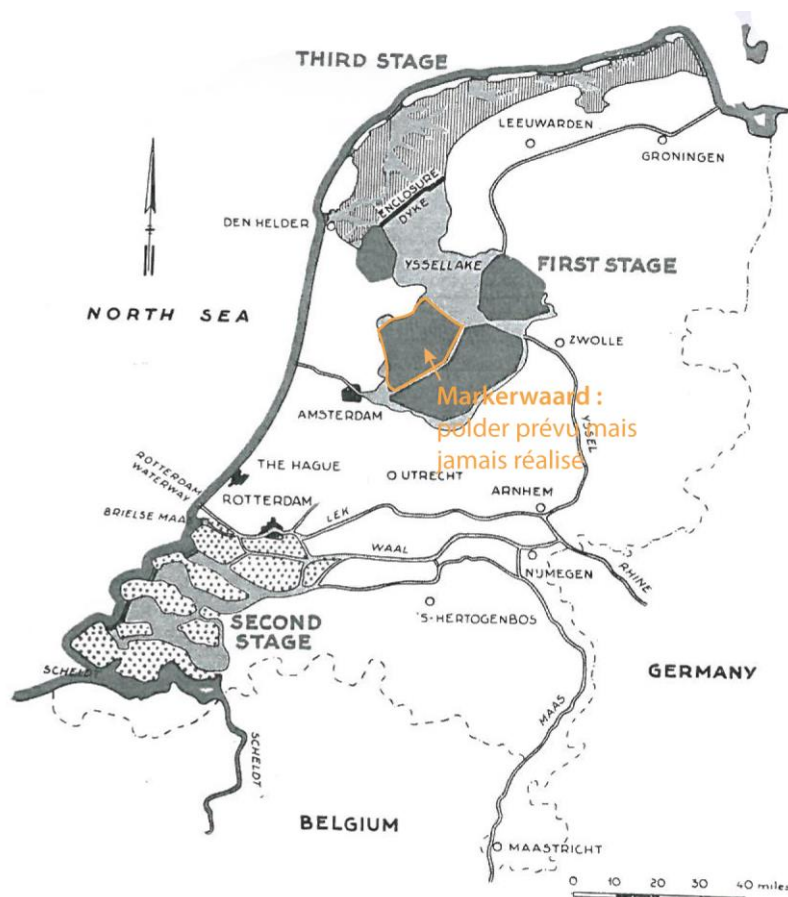 THIRD STAGE
LEEUWARDEN
GRONINGEN
ENCLOSURE
DYKE
DEN HELDER
YSSELLAKE
FIRST STAGE
NORTH SEA
ZWOLLE
Markerwaard :
polder prévu mais
jamais réalisé
AMSTERDAM
YSSEL
THE HAGUE
UTRECHT
ROTTERDAM
WATERWAY
ROTTERDAM
ARNHEM
BRIELSE MAAS
LEK
WAAL
NIJMEGEN
RHINE
'S-HERTOGENBOS
SECOND
STAGE
SCHELDT
GERMANY
MAAS
SCHELDT
BELGIUM
MAASTRICHT
0 10 20 30 40 miles